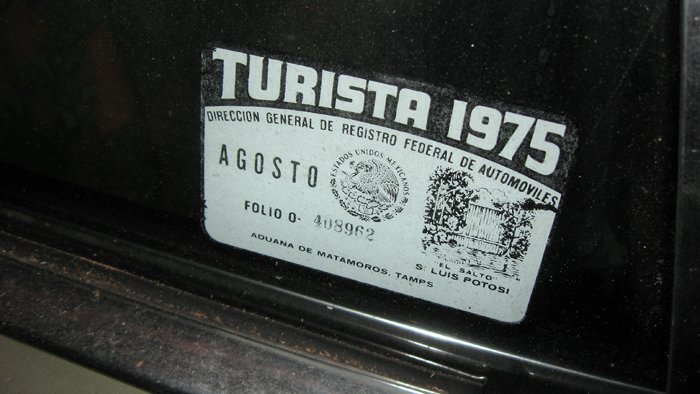 TURISTA 1975
DIRECCION GENERAL DE REGISTRO FEDERAL DE AUTOMOVILES
AGOSTO
ESTADOS UNIDOS MEXICANOS
FOLIO O- 408962
"EL SALTO"
S. LUIS POTOSI
ADUANA DE MATAMOROS, TAMPS